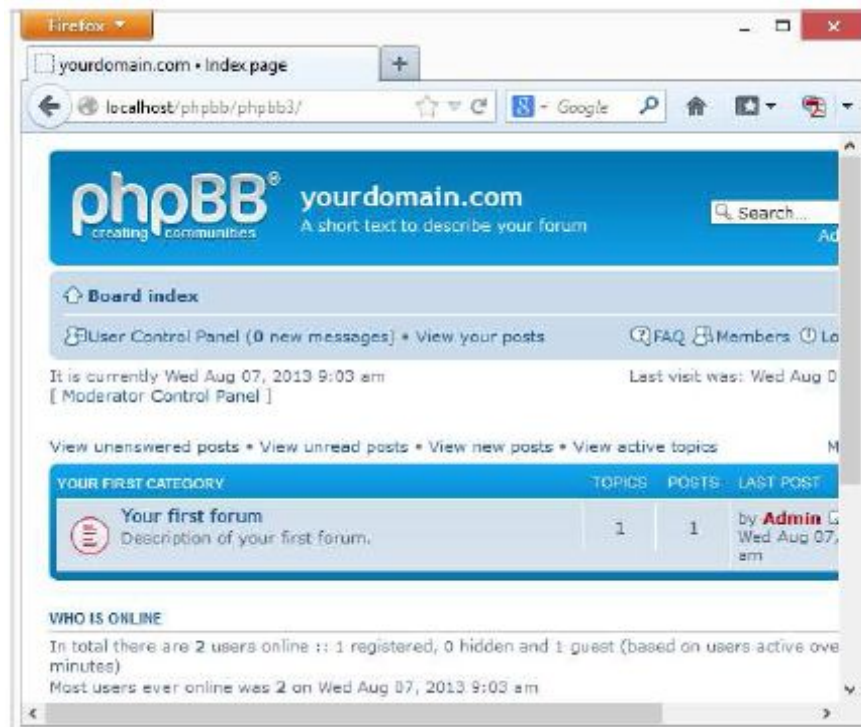 Firefox
yourdomain.com • Index page
localhost/phpbb/phpbb3/
Google
phpBB®
creating communities
yourdomain.com
A short text to describe your forum
Search...
Ad
Board index
User Control Panel (0 new messages) • View your posts
FAQ Members Lo
It is currently Wed Aug 07, 2013 9:03 am
Last visit was: Wed Aug 0
[ Moderator Control Panel ]
View unanswered posts • View unread posts • View new posts • View active topics
M
YOUR FIRST CATEGORY TOPICS POSTS LAST POST
Your first forum
Description of your first forum.
1 1
by Admin
Wed Aug 07,
am
WHO IS ONLINE
In total there are 2 users online :: 1 registered, 0 hidden and 1 guest (based on users active ove
minutes)
Most users ever online was 2 on Wed Aug 07, 2013 9:03 am